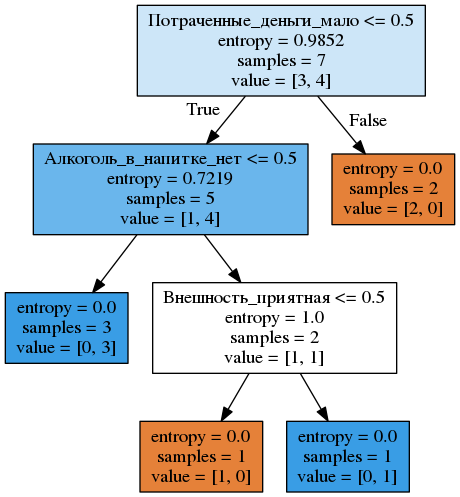 Потраченные_деньги_мало <= 0.5
entropy = 0.9852
samples = 7
value = [3, 4]
True
False
Алкоголь_в_напитке_нет <= 0.5
entropy = 0.7219
samples = 5
value = [1, 4]
entropy = 0.0
samples = 2
value = [2, 0]
entropy = 0.0
samples = 3
value = [0, 3]
Внешность_приятная <= 0.5
entropy = 1.0
samples = 2
value = [1, 1]
entropy = 0.0
samples = 1
value = [1, 0]
entropy = 0.0
samples = 1
value = [0, 1]